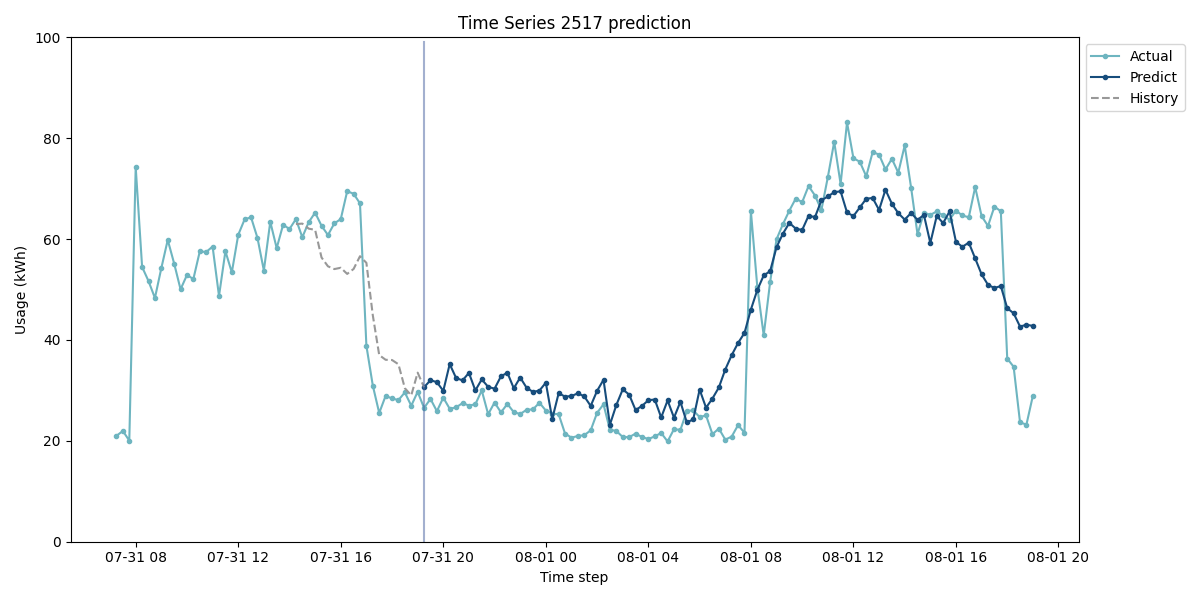 Time Series 2517 prediction
Usage (kWh)
100
80
60
40
20
0
07-31 08
07-31 12
07-31 16
07-31 20
08-01 00
08-01 04
08-01 08
08-01 12
08-01 16
08-01 20
Time step
Actual
Predict
History